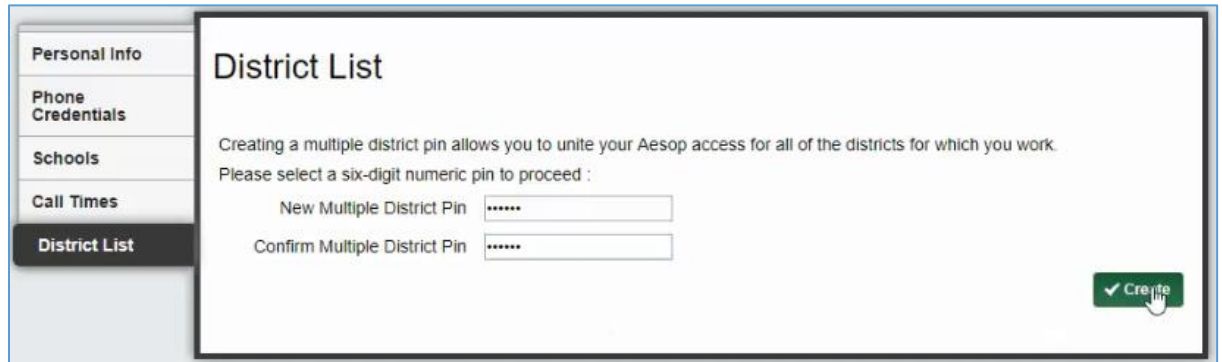 Personal Info
Phone
Credentials
Schools
Call Times
District List
District List
Creating a multiple district pin allows you to unite your Aesop access for all of the districts for which you work.
Please select a six-digit numeric pin to proceed :
New Multiple District Pin ••••••
Confirm Multiple District Pin ••••••
✓ Create